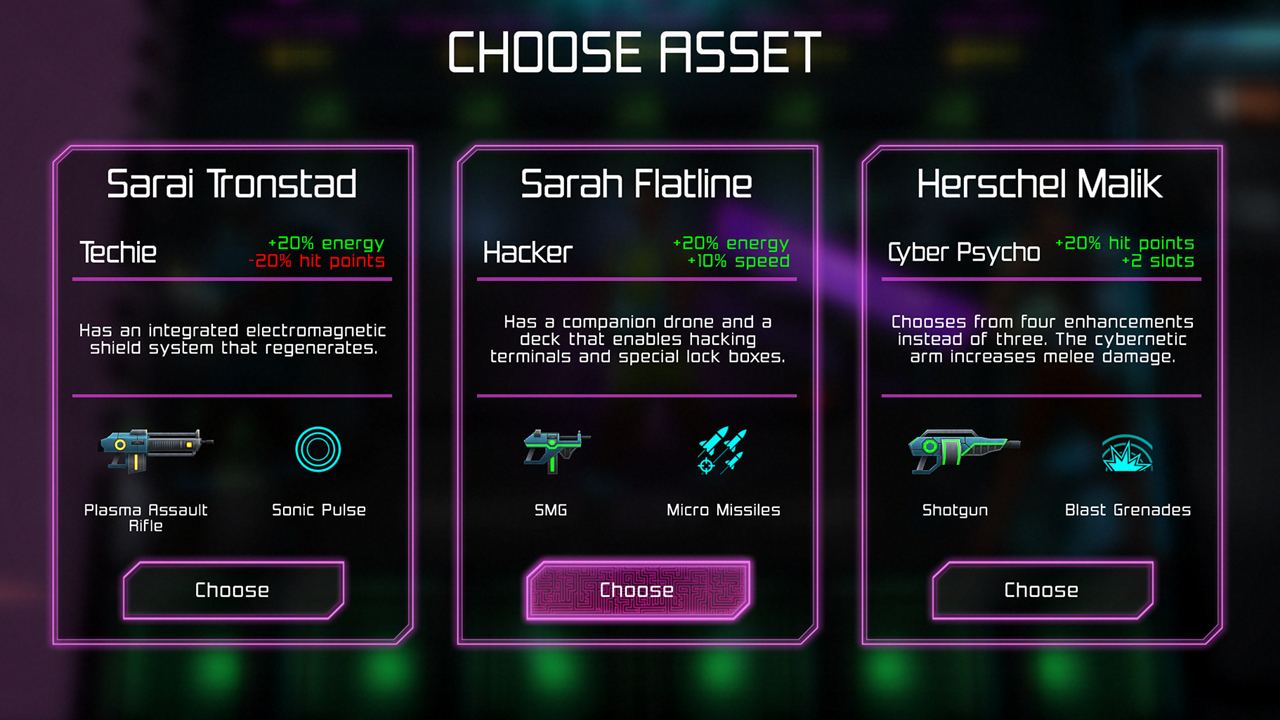 CHOOSE ASSET
Sarai Tronstad
Techie
+20% energy
-20% hit points
Has an integrated electromagnetic
shield system that regenerates.
Plasma Assault
Rifle
Sonic Pulse
Choose
Sarah Flatline
Hacker
+20% energy
+10% speed
Has a companion drone and a
deck that enables hacking
terminals and special lock boxes.
SMG
Micro Missiles
Choose
Herschel Malik
Cyber Psycho
+20% hit points
+2 slots
Chooses from four enhancements
instead of three. The cybernetic
arm increases melee damage.
Shotgun
Blast Grenades
Choose